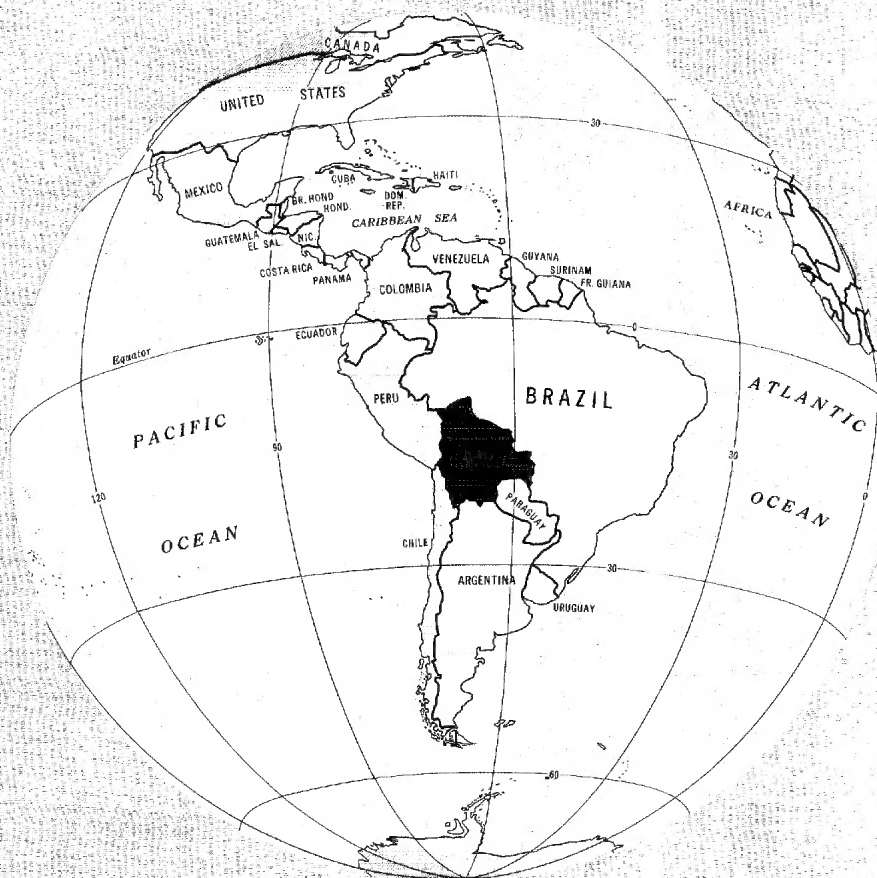 CANADA
UNITED STATES
30
MEXICO
CUBA
HAITI
DOM.
REP.
BR. HOND
HOND.
CARIBBEAN SEA
GUATEMALA
EL SAL
NIC.
COSTA RICA
PANAMA
AFRICA
VENEZUELA
GUYANA
SURINAM
FR. GUIANA
COLOMBIA
Equator
ECUADOR
0
PERU
BRAZIL
ATLANTIC
OCEAN
PACIFIC
OCEAN
90
120
30
0
PARAGUAY
CHILE
ARGENTINA
30
URUGUAY
60